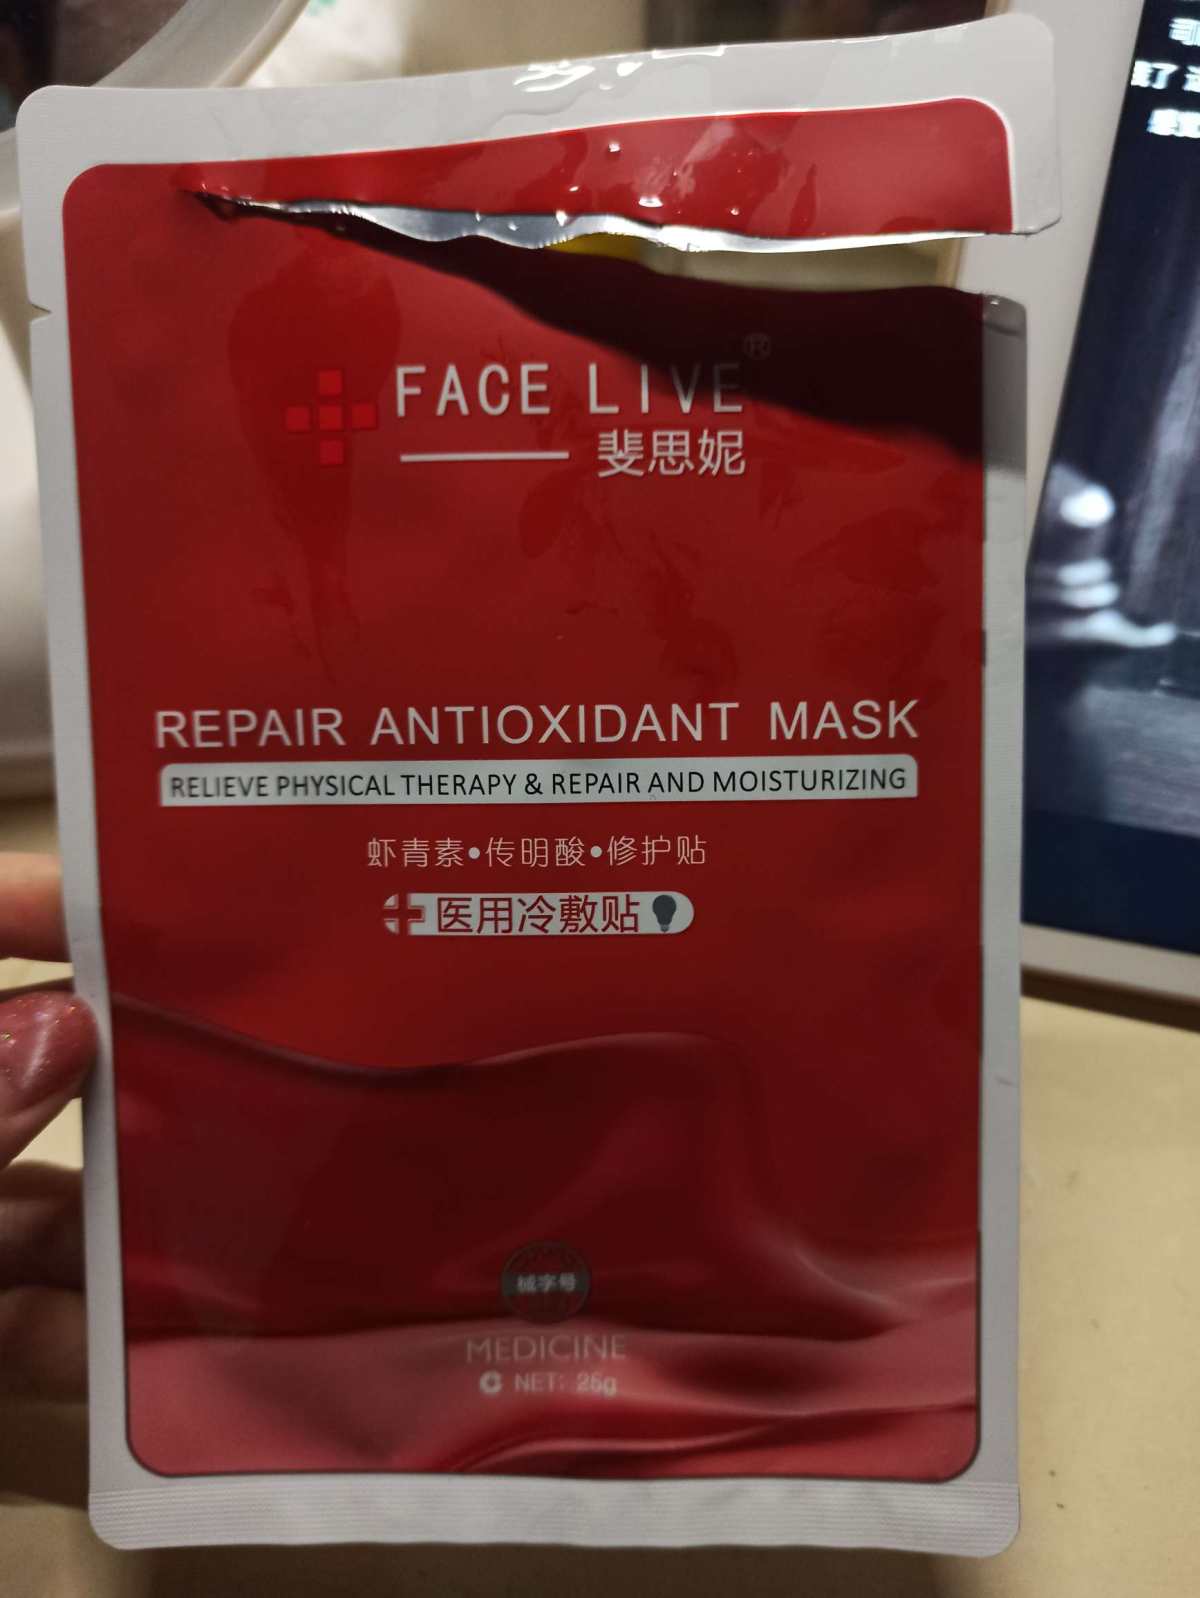 FACE LIVE®
斐思妮
REPAIR ANTIOXIDANT MASK
RELIEVE PHYSICAL THERAPY & REPAIR AND MOISTURIZING
虾青素•传明酸•修护贴
医用冷敷贴
械字号
MEDICINE
NET: 25g
了